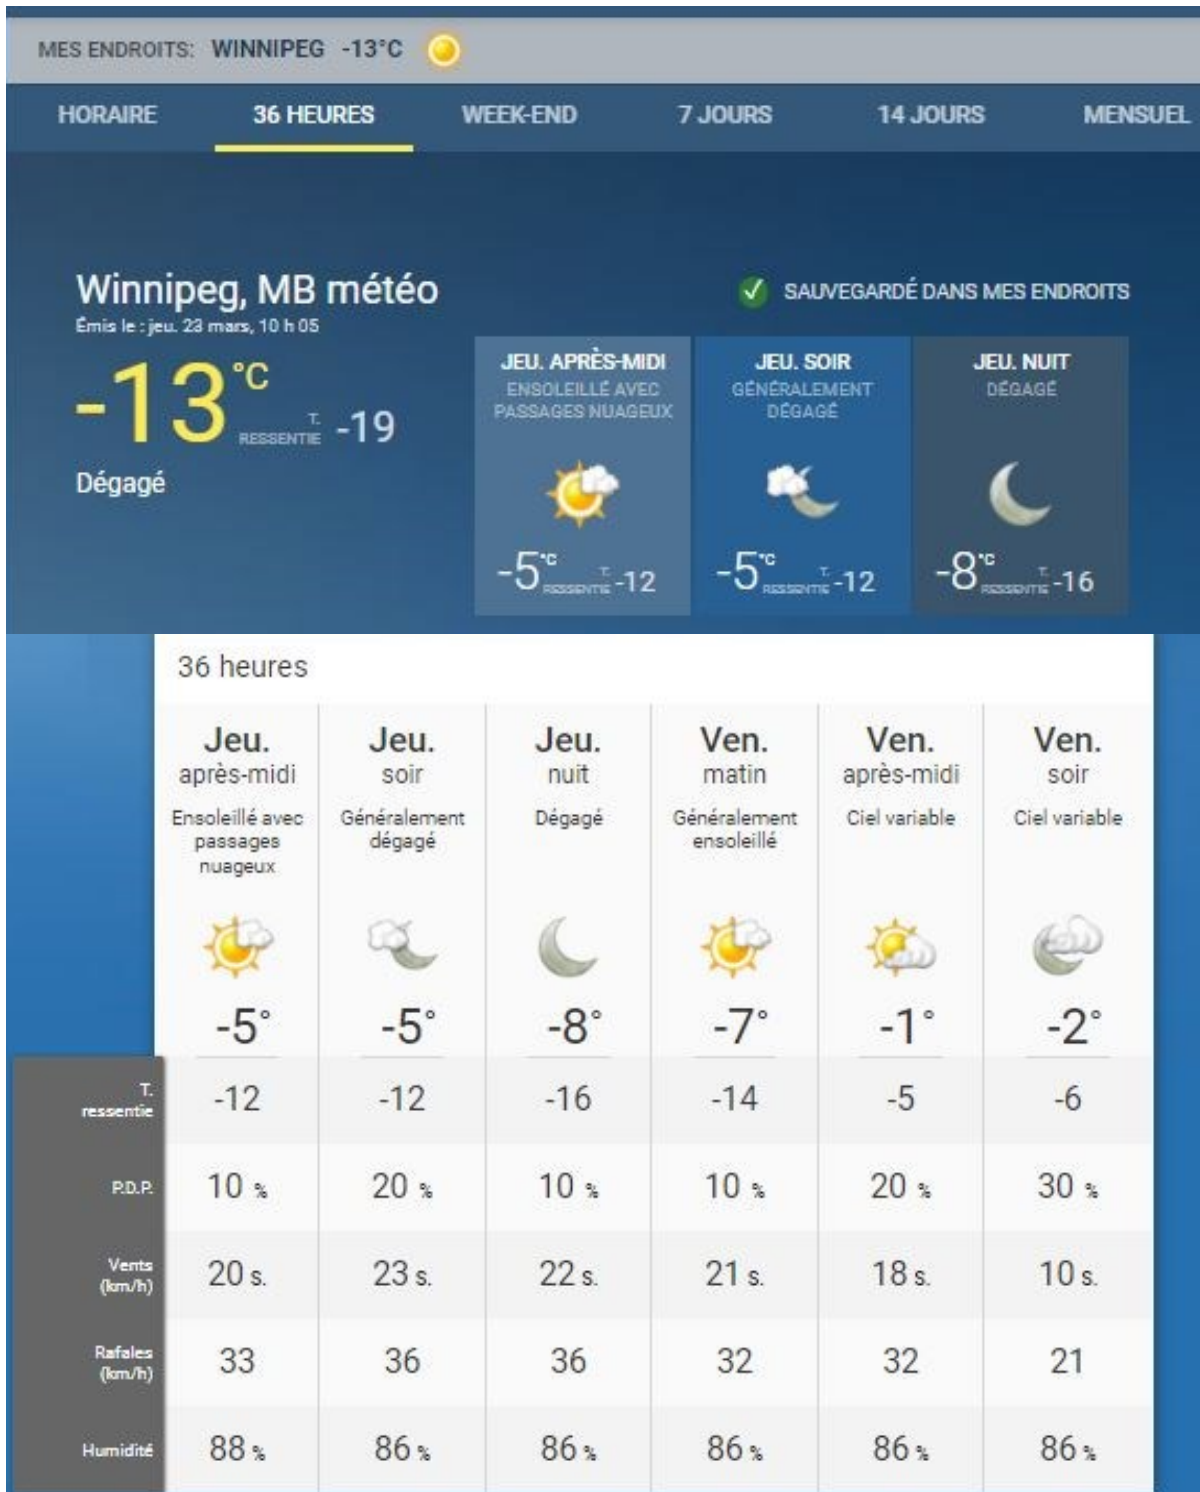 MES ENDROITS: WINNIPEG -13°C
HORAIRE 36 HEURES WEEK-END 7 JOURS 14 JOURS MENSUEL
Winnipeg, MB météo
Émis le : jeu. 23 mars, 10 h 05
SAUVEGARDÉ DANS MES ENDROITS
-13°C
T. RESSENTIE -19
Dégagé
JEU. APRÈS-MIDI
ENSOLEILLÉ AVEC
PASSAGES NUAGEUX
-5°C T. RESSENTIE -12
JEU. SOIR
GÉNÉRALEMENT
DÉGAGÉ
-5°C T. RESSENTIE -12
JEU. NUIT
DÉGAGÉ
-8°C T. RESSENTIE -16
36 heures
Jeu. Jeu. Jeu. Ven. Ven. Ven.
après-midi soir nuit matin après-midi soir
Ensoleillé avec Généralement Dégagé Généralement Ciel variable Ciel variable
passages dégagé ensoleillé
nuageux
-5° -5° -8° -7° -1° -2°
T.
ressentie -12 -12 -16 -14 -5 -6
P.D.P. 10 % 20 % 10 % 10 % 20 % 30 %
Vents
(km/h) 20 s. 23 s. 22 s. 21 s. 18 s. 10 s.
Rafales
(km/h) 33 36 36 32 32 21
Humidité 88 % 86 % 86 % 86 % 86 % 86 %